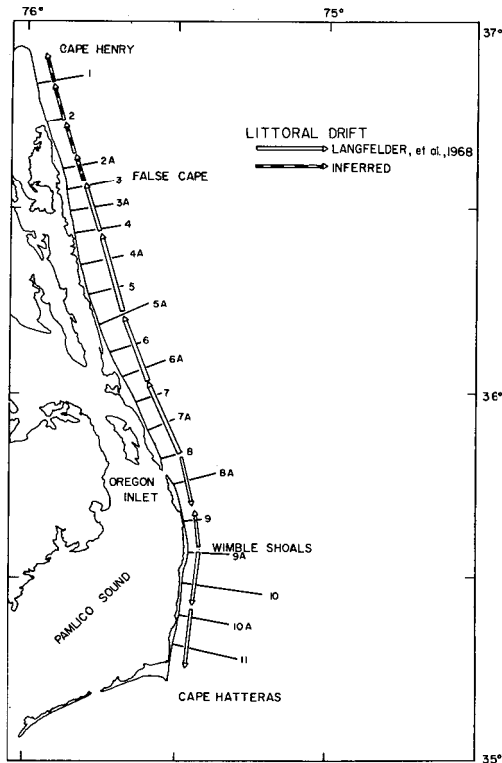 76°
75°
37°
CAPE HENRY
1
2
LITTORAL DRIFT
LANGFELDER, et al., 1968
INFERRED
2A
3
FALSE CAPE
3A
4
4A
5
5A
6
6A
36°
7
7A
8
8A
OREGON
INLET
9
WIMBLE SHOALS
9A
PAMLICO SOUND
10
10A
11
CAPE HATTERAS
35°